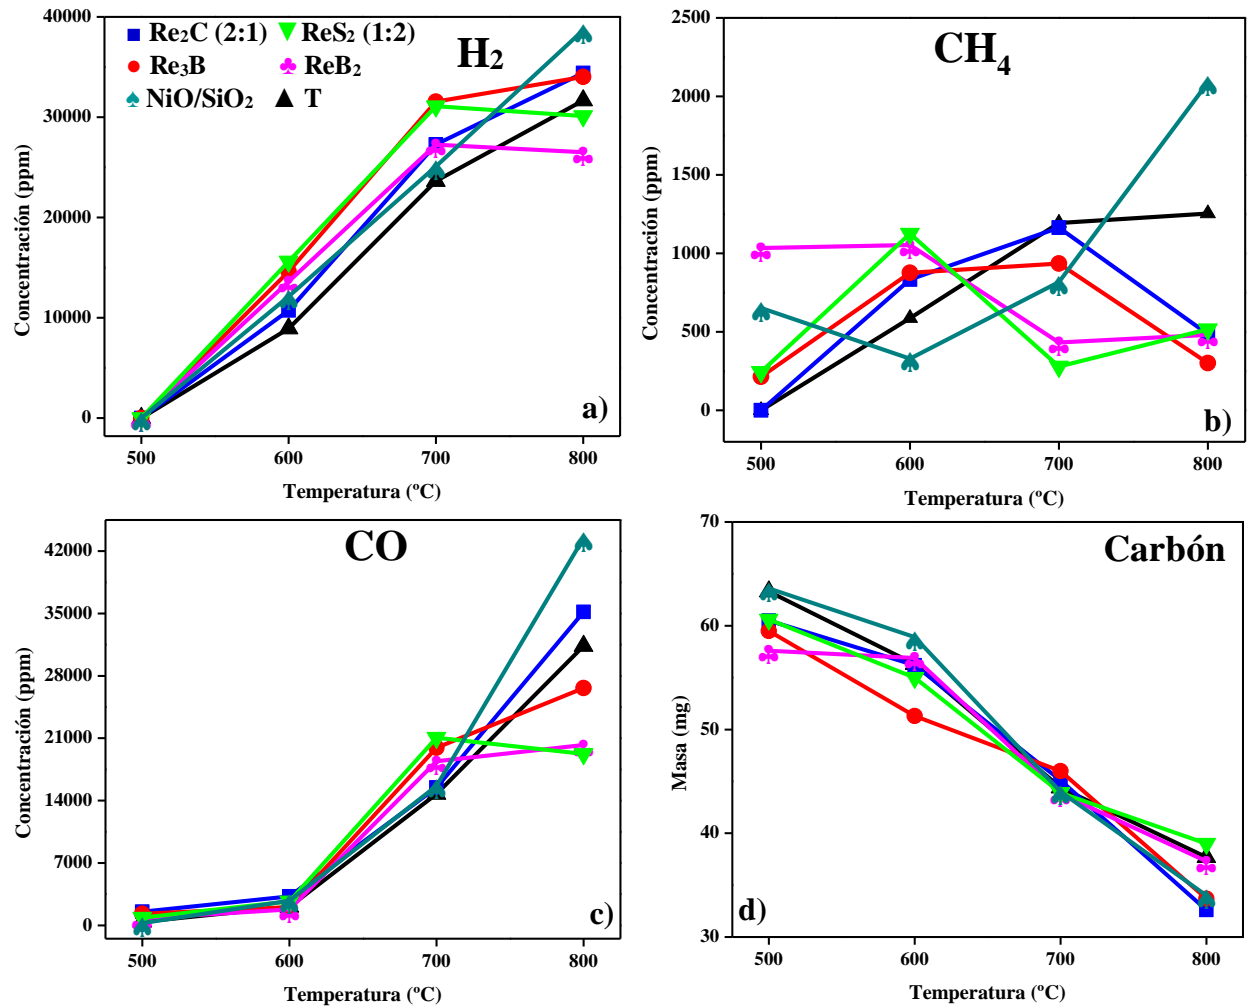 40000
30000
20000
10000
0
Concentración (ppm)
Re₂C (2:1) ReS₂ (1:2)
Re₃B ReB₂
NiO/SiO₂ T
H₂
a)
500 600 700 800
Temperatura (ºC)
2500
2000
1500
1000
500
0
Concentración (ppm)
CH₄
b)
500 600 700 800
Temperatura (ºC)
42000
35000
28000
21000
14000
7000
0
Concentración (ppm)
CO
c)
500 600 700 800
Temperatura (ºC)
70
60
50
40
30
Masa (mg)
Carbón
d)
500 600 700 800
Temperatura (ºC)